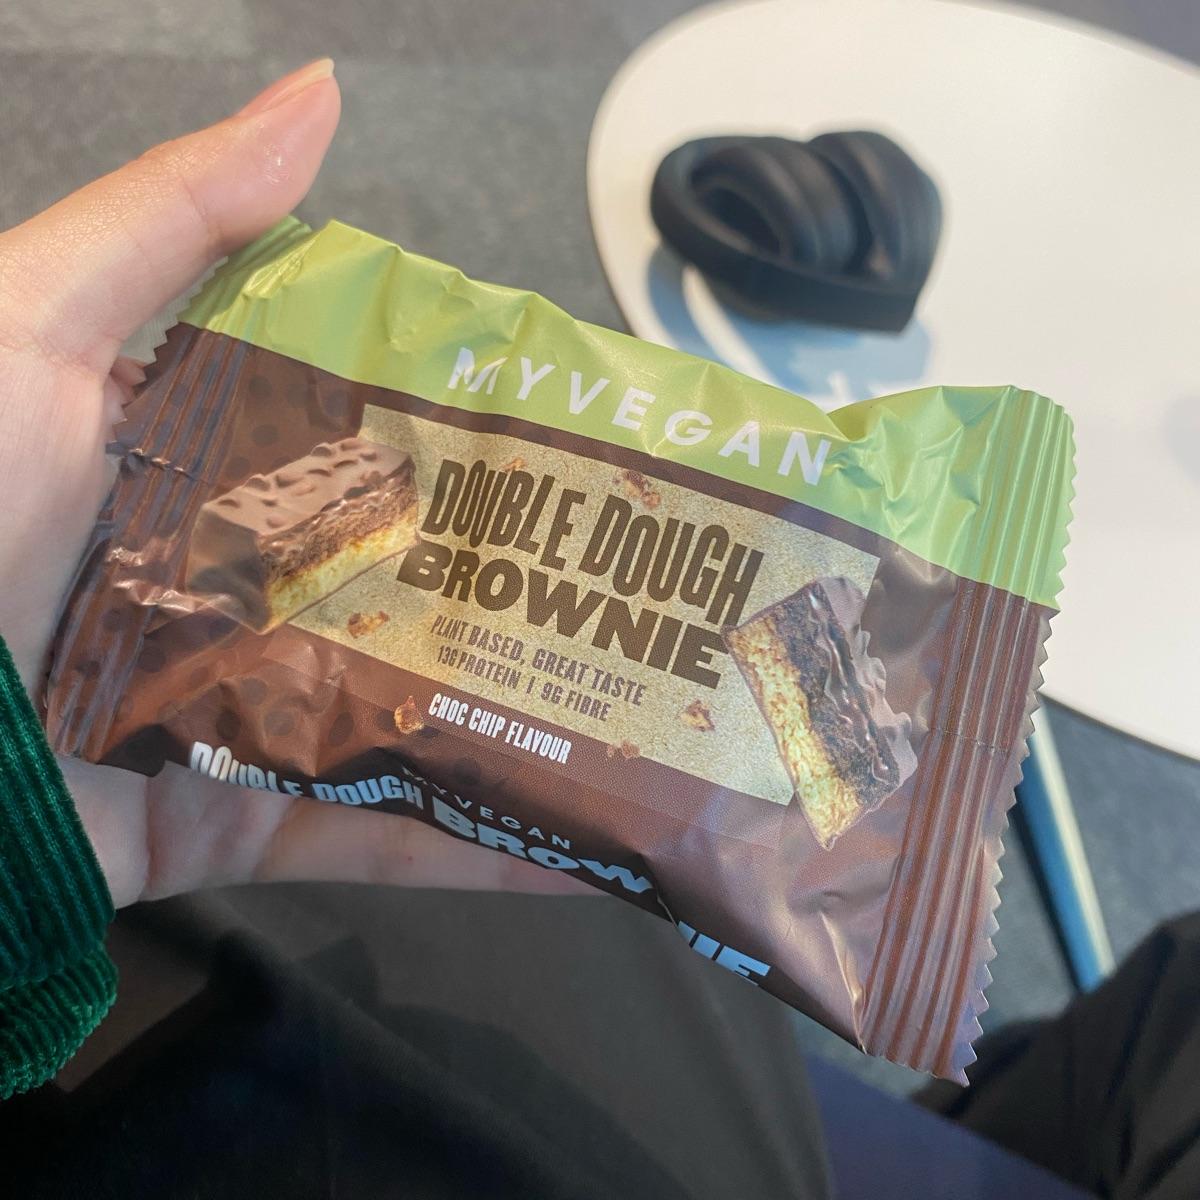 MYVEGAN
DOUBLE DOUGH
BROWNIE
PLANT BASED, GREAT TASTE
13G PROTEIN | 9G FIBRE
CHOC CHIP FLAVOUR
MYVEGAN
DOUBLE DOUGH BROWNIE